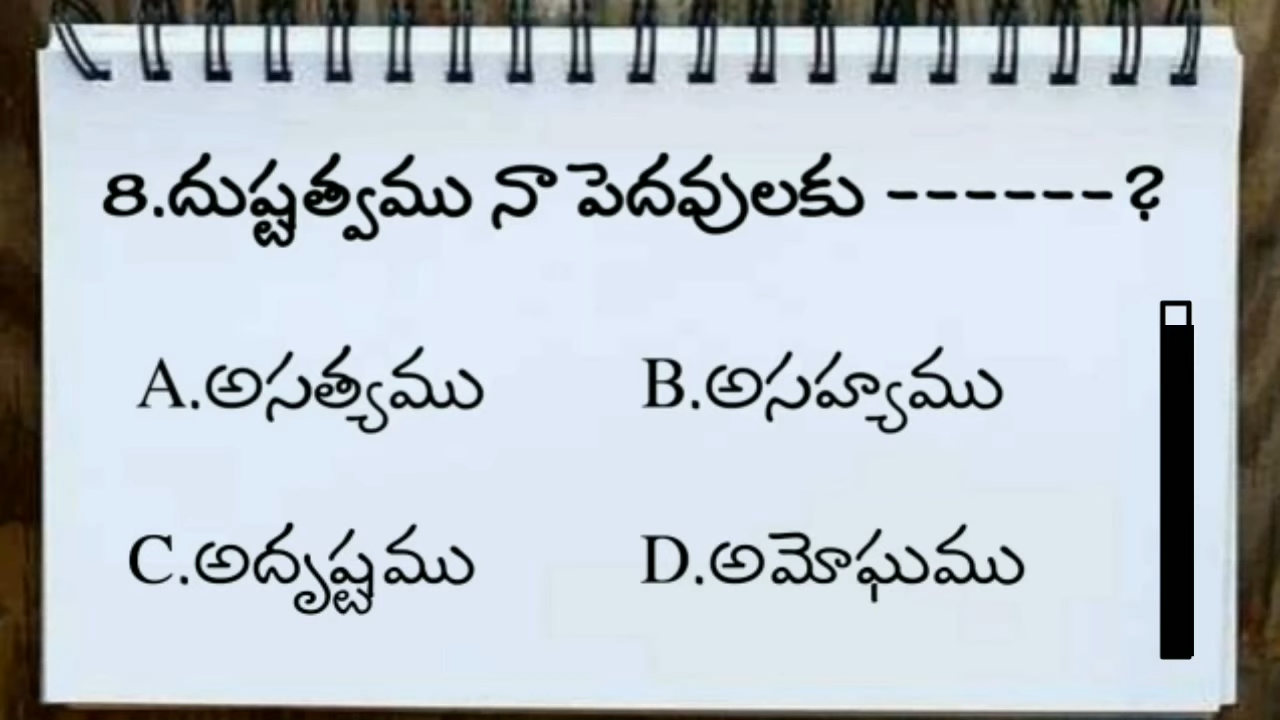 8.దుష్టత్వము నా పెదవులకు ------?
A.అసత్యము B.అసహ్యము
C.అదృష్టము D.అమోఘము